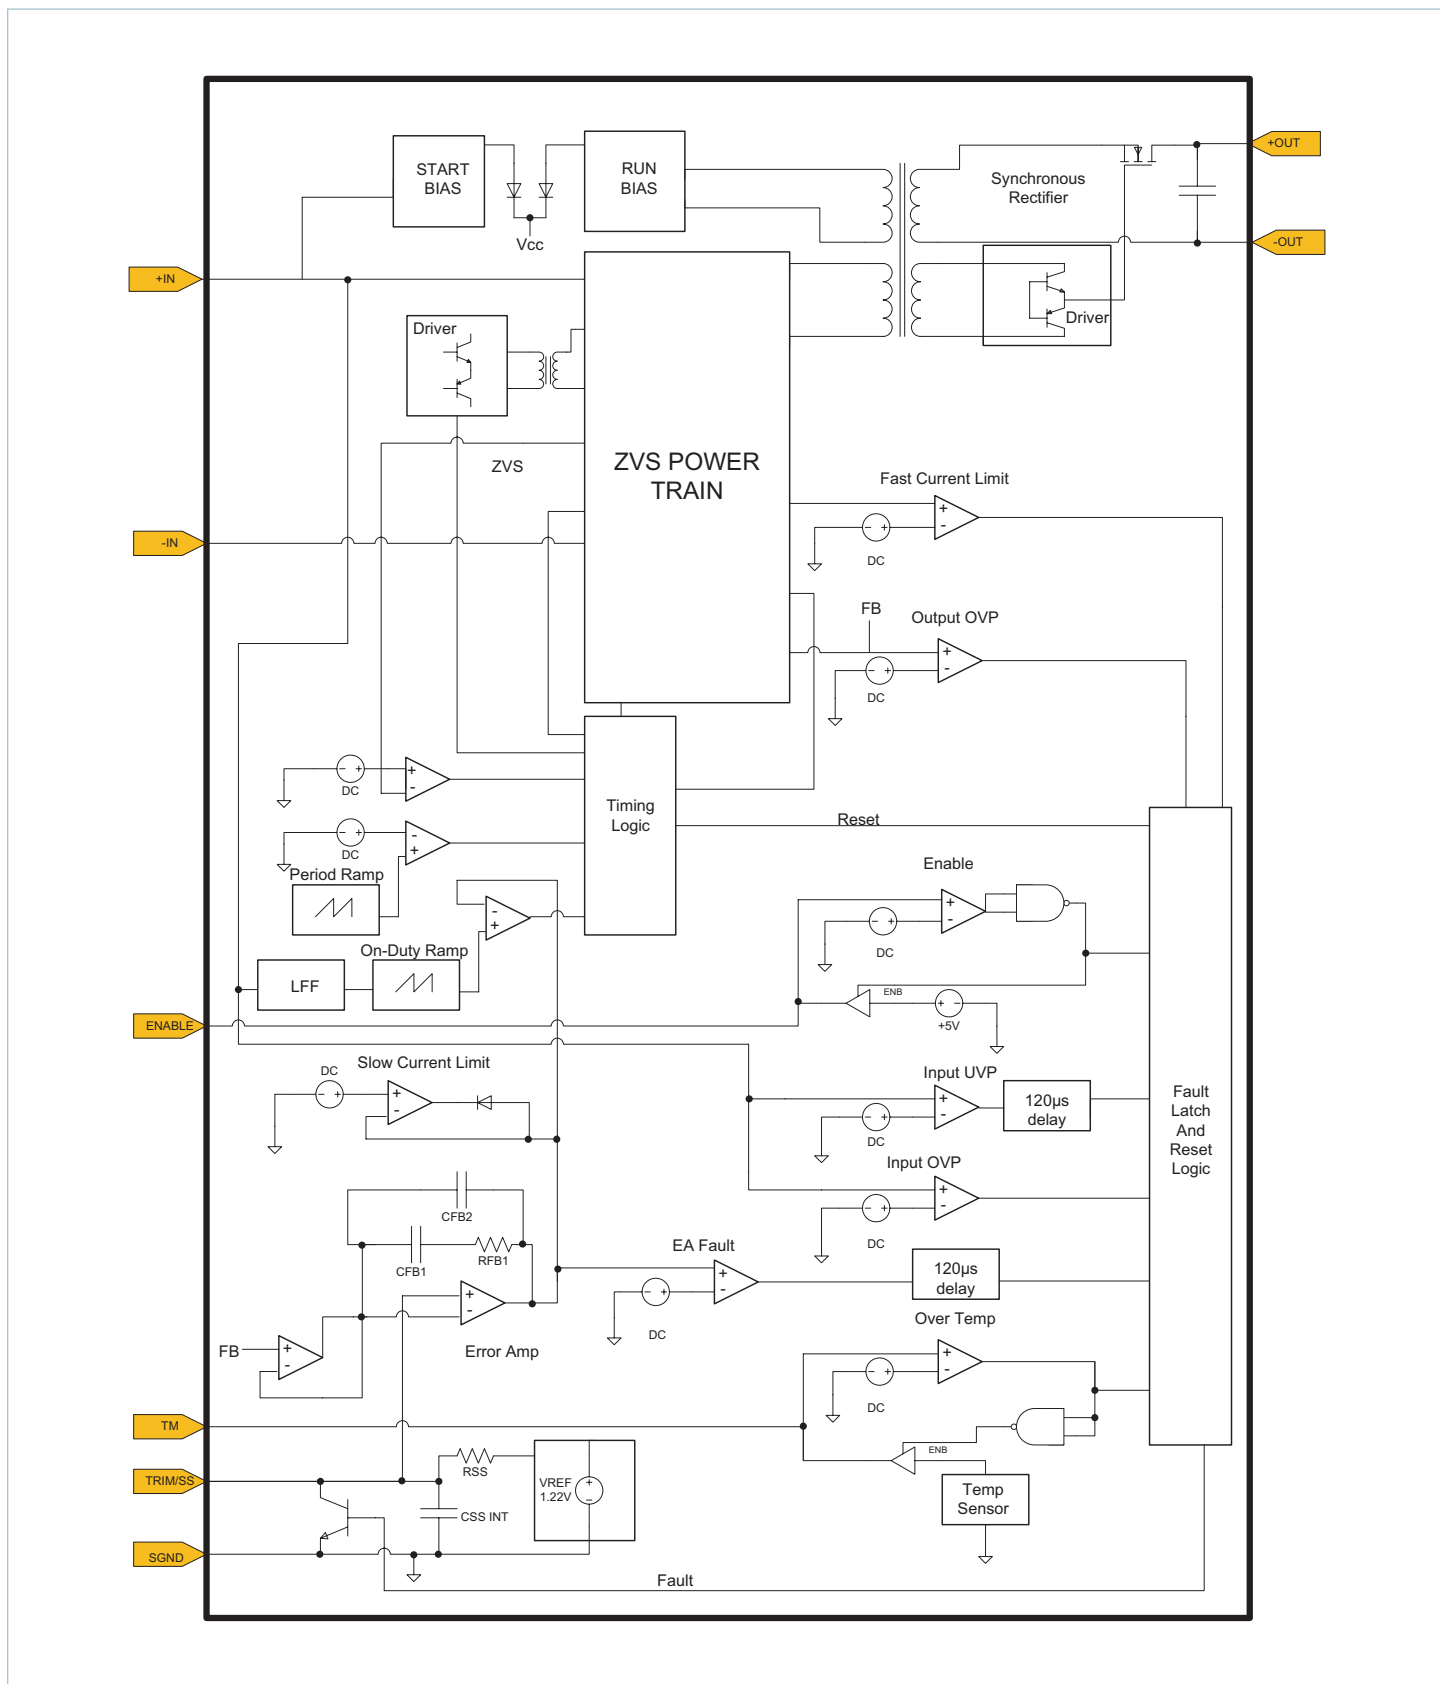 +OUT
START
BIAS
RUN
BIAS
Synchronous
Rectifier
Vcc
-OUT
+IN
Driver
Driver
ZVS
ZVS POWER
TRAIN
Fast Current Limit
+
-
- +
DC
-IN
FB
Output OVP
+
-
- +
DC
- +
DC
+
-
Timing
Logic
- +
DC
-
+
Reset
Period Ramp
Enable
+
-
- +
DC
-
+
On-Duty Ramp
LFF
ENB
+ -
+5V
ENABLE
Slow Current Limit
DC
- +
+
-
Input UVP
+
-
- +
DC
120µs
delay
Fault
Latch
And
Reset
Logic
Input OVP
+
-
- +
DC
CFB2
CFB1
RFB1
EA Fault
+
-
- +
DC
120µs
delay
+
-
Error Amp
FB
+
-
Over Temp
+
-
- +
DC
TM
ENB
TRIM/SS
RSS
VREF
1.22V
+
-
CSS INT
Temp
Sensor
SGND
Fault